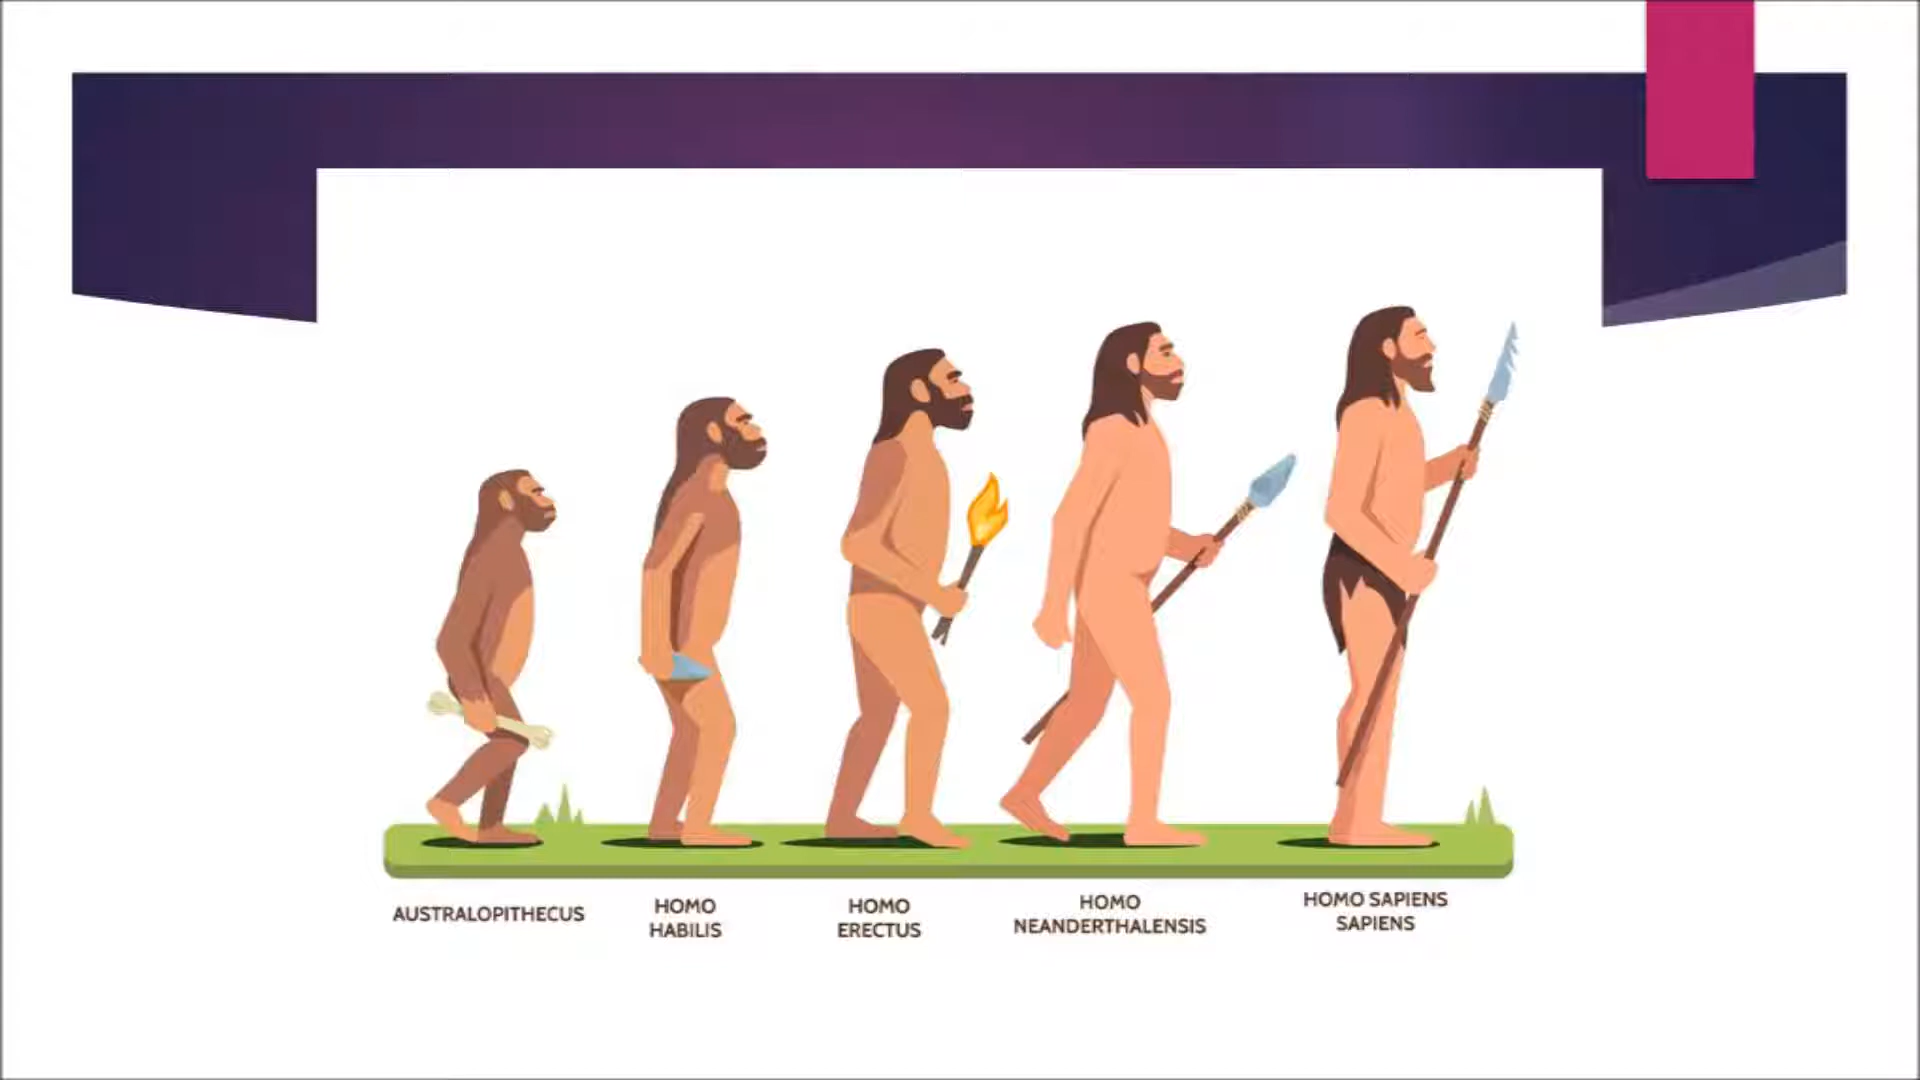 AUSTRALOPITHECUS
HOMO
HABILIS
HOMO
ERECTUS
HOMO
NEANDERTHALENSIS
HOMO SAPIENS
SAPIENS